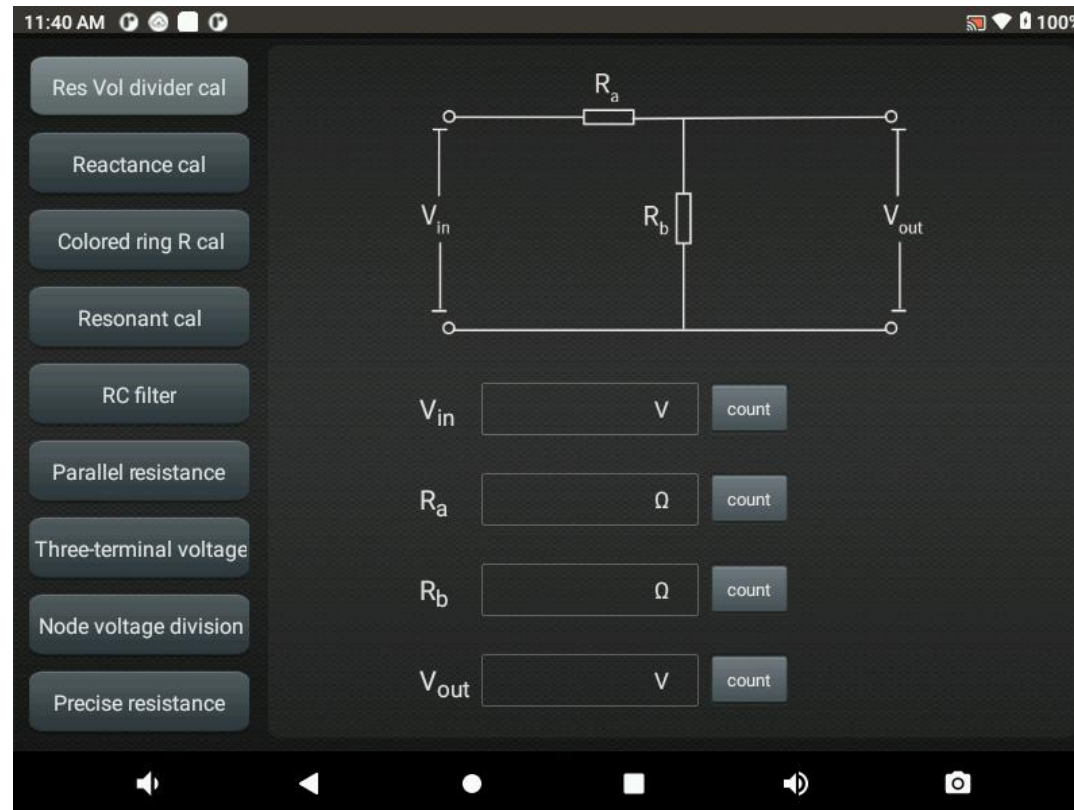 11:40 AM 100%
Res Vol divider cal
Reactance cal
Colored ring R cal
Resonant cal
RC filter
Parallel resistance
Three-terminal voltage
Node voltage division
Precise resistance
Ra
Vin
Rb
Vout
Vin V count
Ra Ω count
Rb Ω count
Vout V count